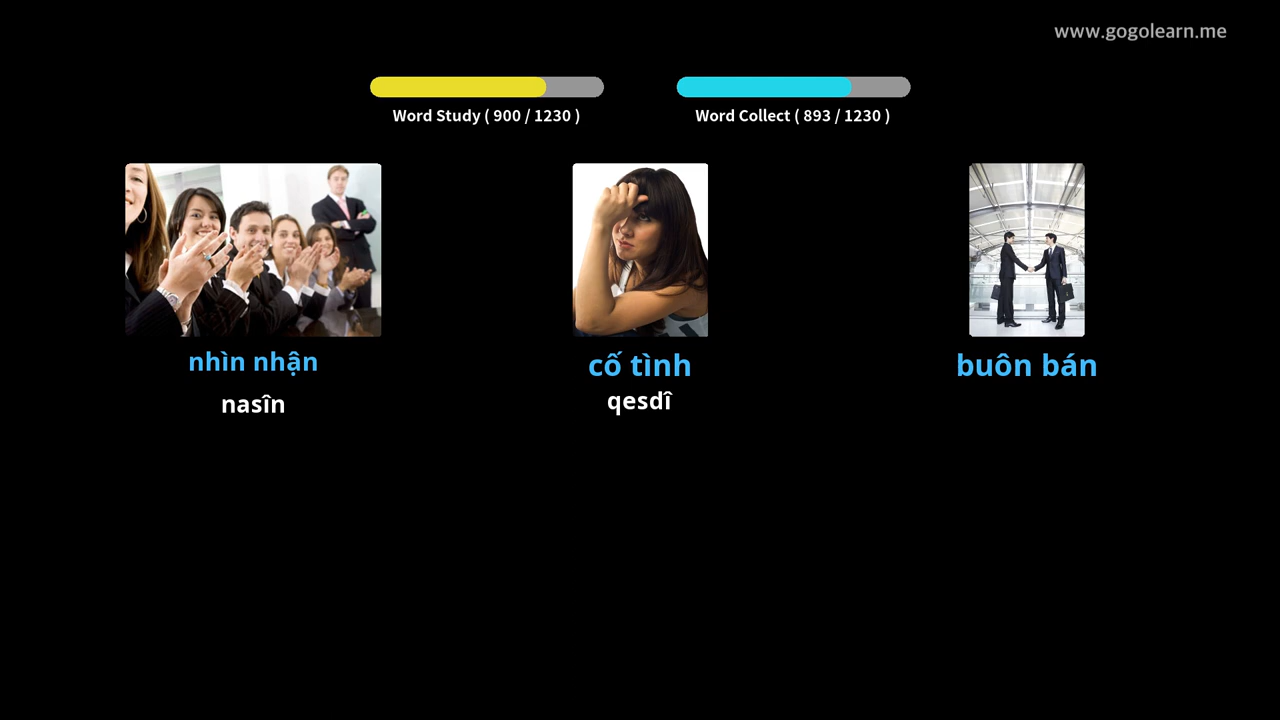 www.gogolearn.me
Word Study ( 900 / 1230 )
Word Collect ( 893 / 1230 )
nhìn nhận
nasîn
cố tình
qesdî
buôn bán